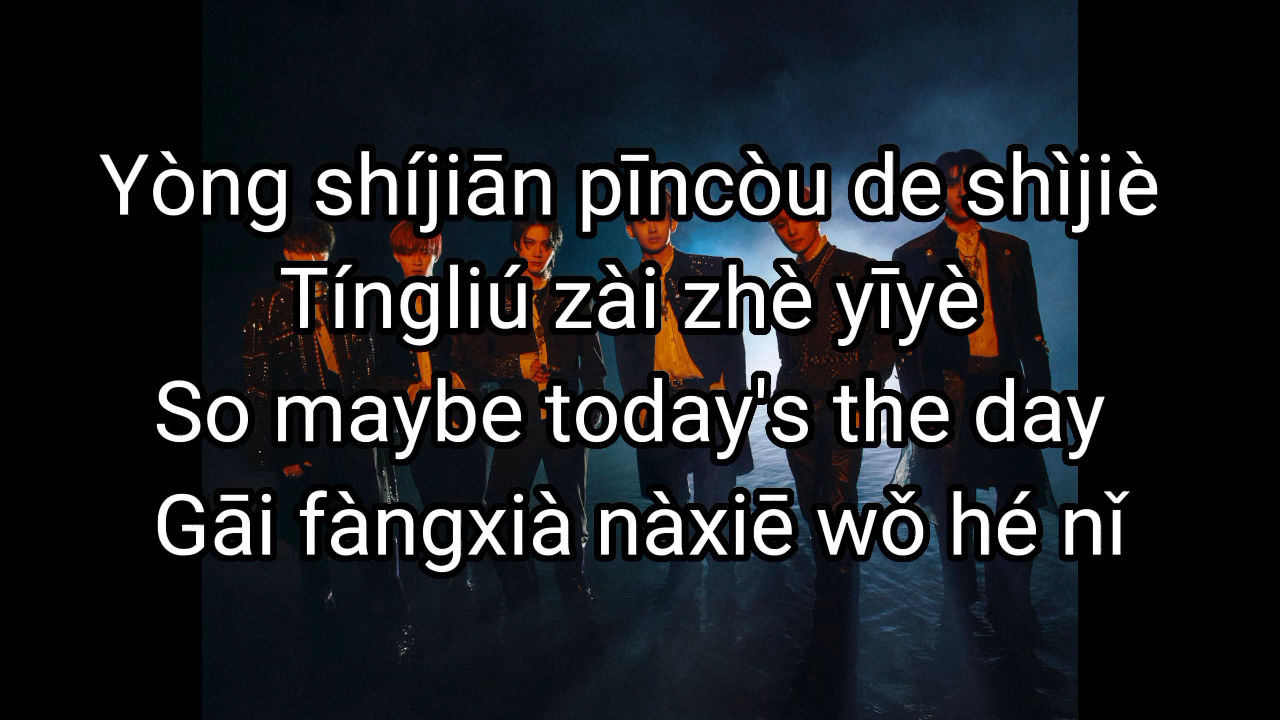 Yòng shíjiān pīncòu de shìjiè
Tíngliú zài zhè yīyè
So maybe today's the day
Gāi fàngxià nàxiē wǒ hé nǐ